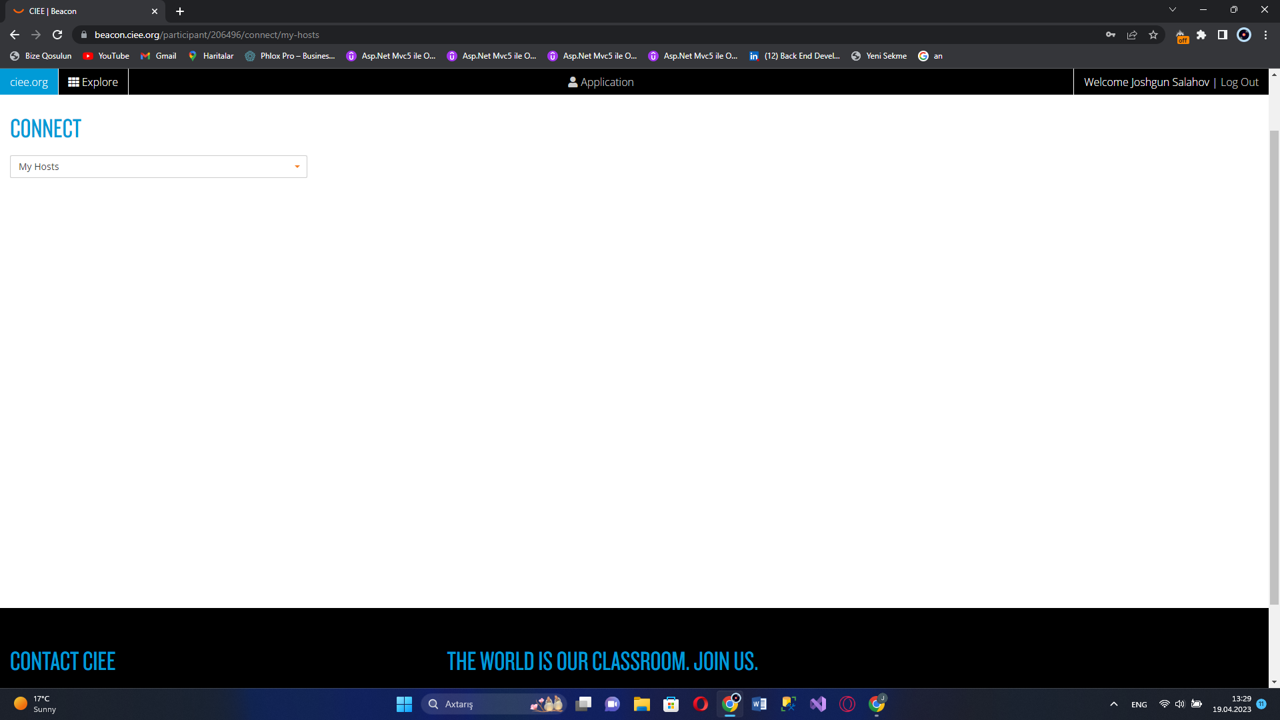 CIEE | Beacon
beacon.ciee.org/participant/206496/connect/my-hosts
Bize Qosulun YouTube Gmail Haritalar Phlox Pro – Busines... Asp.Net Mvc5 ile O... Asp.Net Mvc5 ile O... Asp.Net Mvc5 ile O... Asp.Net Mvc5 ile O... (12) Back End Devel... Yeni Sekme an
off
ciee.org Explore Application Welcome Joshgun Salahov | Log Out
CONNECT
My Hosts
CONTACT CIEE THE WORLD IS OUR CLASSROOM. JOIN US.
17°C
Sunny
Axtarış
ENG
13:29
19.04.2023